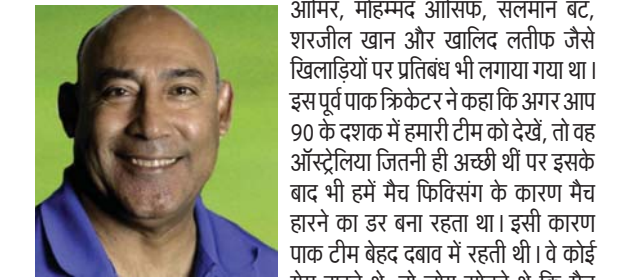 आमिर, मोहम्मद आसिफ, सलमान बट,
शरजील खान और खालिद लतीफ जैसे
खिलाड़ियों पर प्रतिबंध भी लगाया गया था।
इस पूर्व पाक क्रिकेटर ने कहा कि अगर आप
90 के दशक में हमारी टीम को देखें, तो वह
ऑस्ट्रेलिया जितनी ही अच्छी थीं पर इसके
बाद भी हमें मैच फिक्सिंग के कारण मैच
हारने का डर बना रहता था। इसी कारण
पाक टीम बेहद दबाव में रहती थी। वे कोई